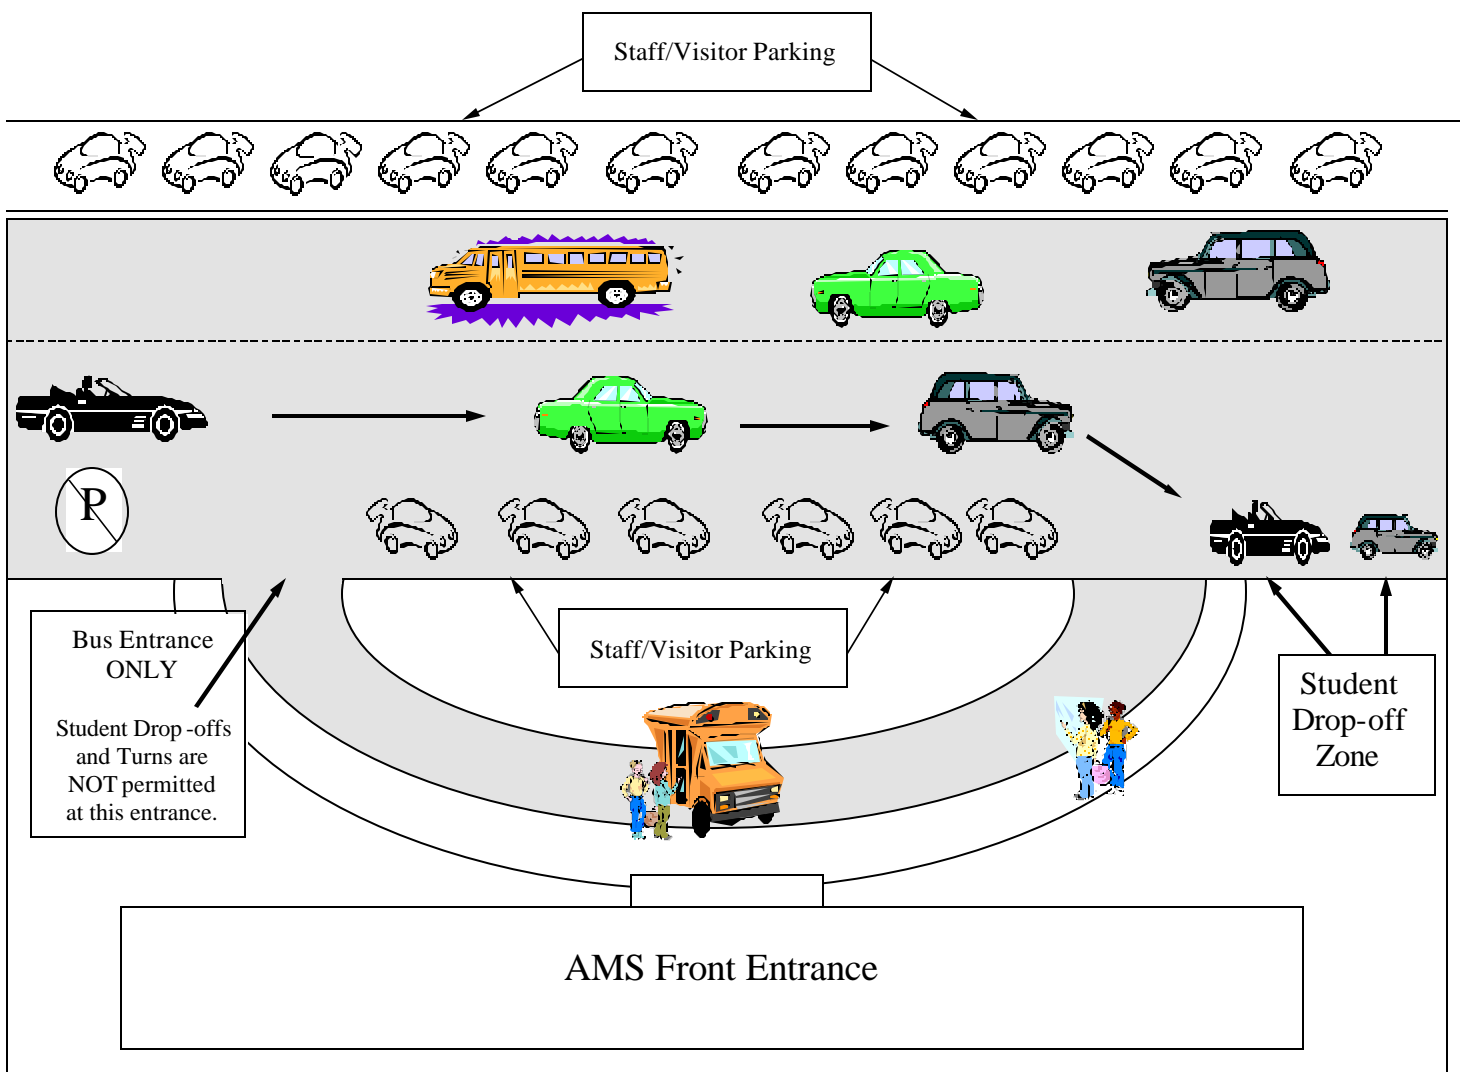 Staff/Visitor Parking
P
Bus Entrance
ONLY
Student Drop-offs
and Turns are
NOT permitted
at this entrance.
Staff/Visitor Parking
Student
Drop-off
Zone
AMS Front Entrance